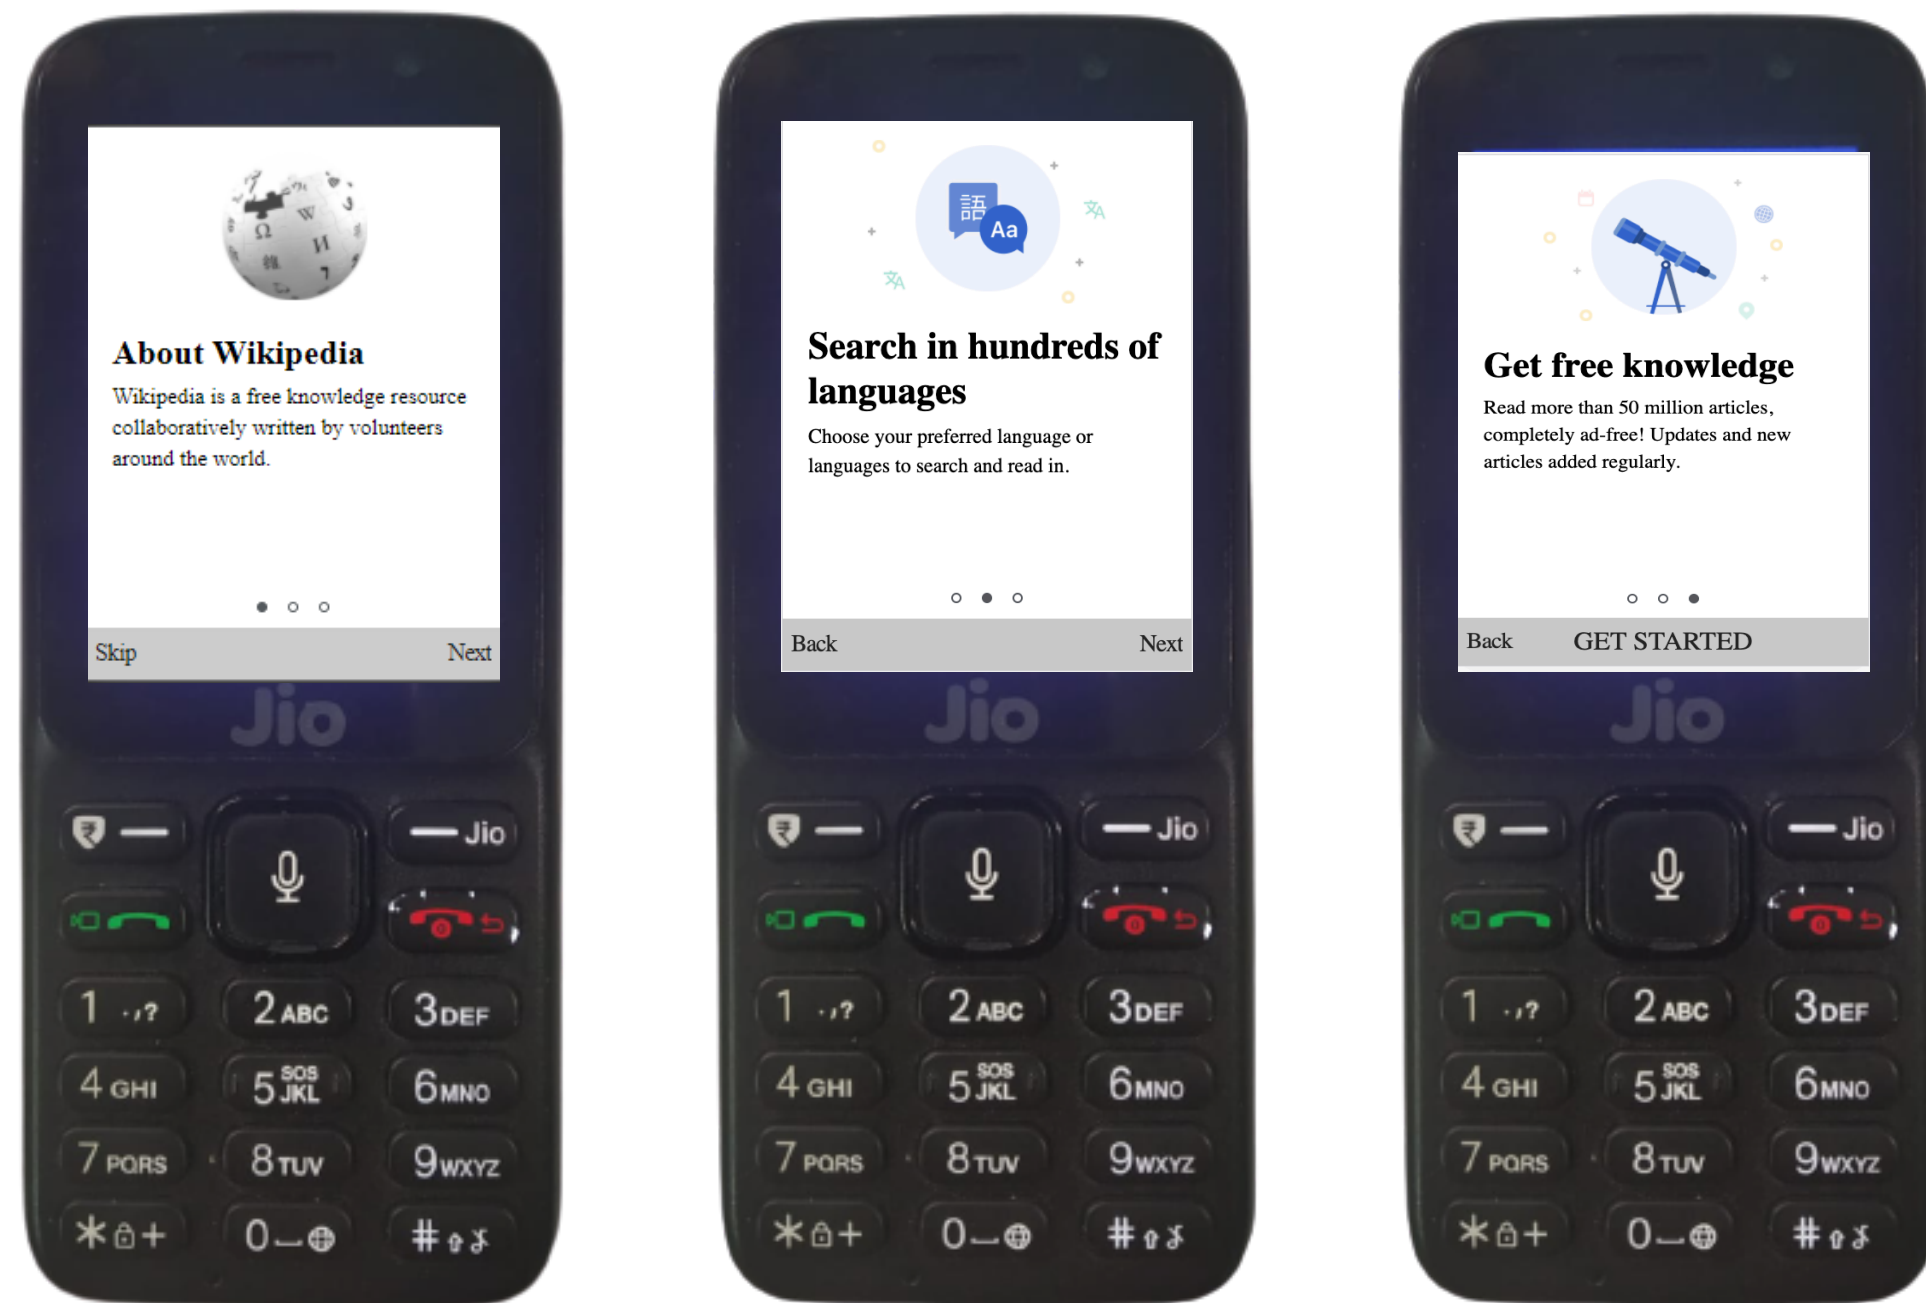 About Wikipedia
Wikipedia is a free knowledge resource
collaboratively written by volunteers
around the world.
Skip Next
Jio
Jio
1 .,?
2 ABC
3 DEF
4 GHI
5 SOS JKL
6 MNO
7 PQRS
8 TUV
9 WXYZ
* +
0
#
語
Aa
Search in hundreds of
languages
Choose your preferred language or
languages to search and read in.
Back Next
Jio
Jio
1 .,?
2 ABC
3 DEF
4 GHI
5 SOS JKL
6 MNO
7 PQRS
8 TUV
9 WXYZ
* +
0
#
Get free knowledge
Read more than 50 million articles,
completely ad-free! Updates and new
articles added regularly.
Back GET STARTED
Jio
Jio
1 .,?
2 ABC
3 DEF
4 GHI
5 SOS JKL
6 MNO
7 PQRS
8 TUV
9 WXYZ
* +
0
#